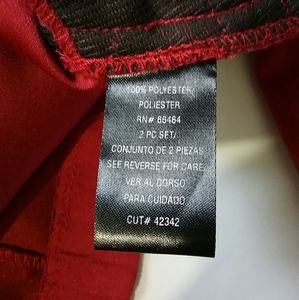 100% POLYESTER
POLIESTER
RN# 86464
2 PC SET/
CONJUNTO DE 2 PIEZAS
SEE REVERSE FOR CARE/
VER AL DORSO
PARA CUIDADO
CUT# 42342